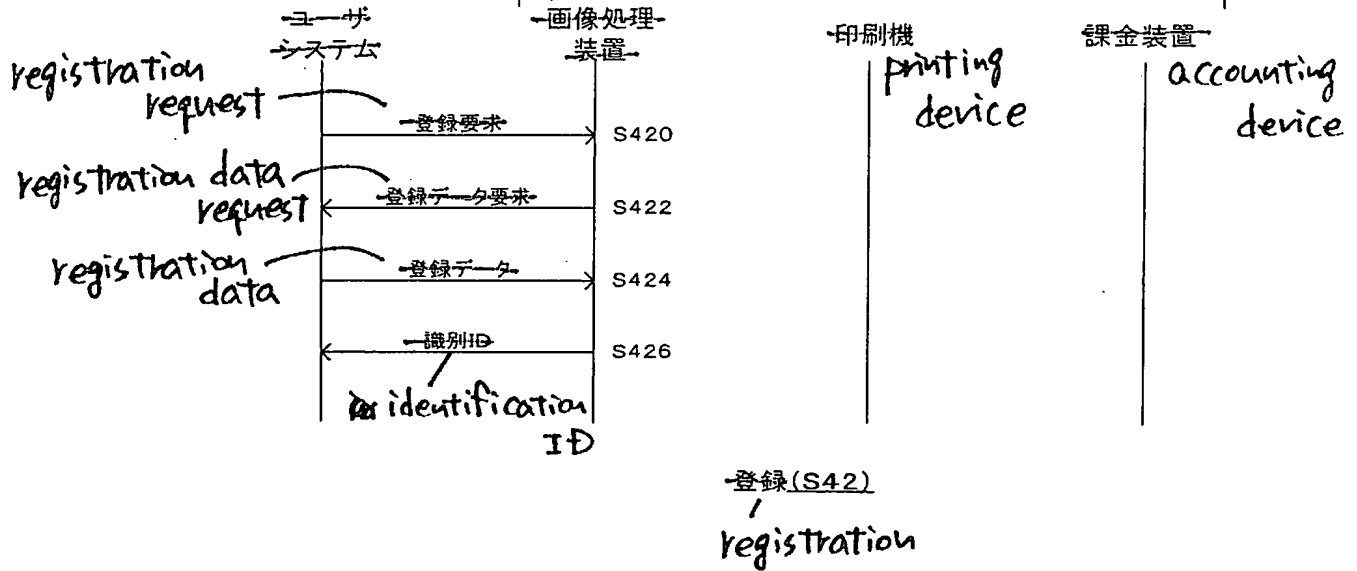 ユーザ
システム
画像処理
装置
印刷機
課金装置
printing
device
accounting
device
registration
request
登録要求
S420
registration data
request
登録データ要求
S422
registration
data
登録データ
S424
識別ID
S426
identification
ID
登録(S42)
registration